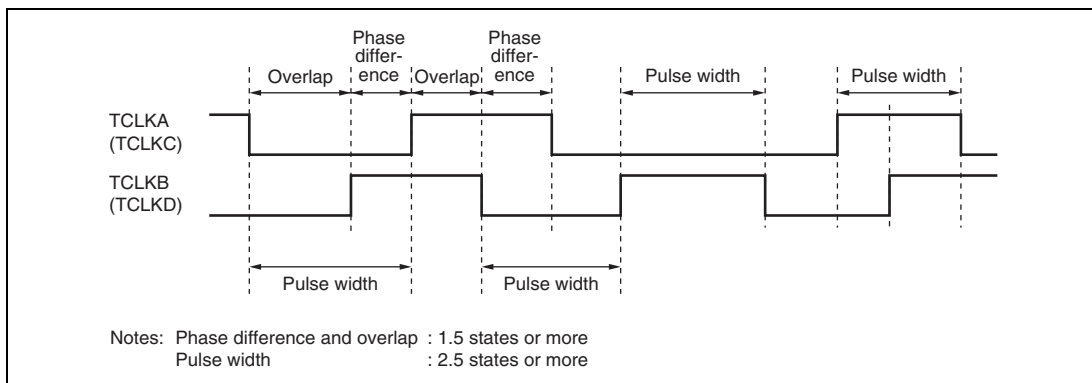 Phase
differ-
ence
Phase
differ-
ence
Overlap
Overlap
Pulse width
Pulse width
TCLKA
(TCLKC)
TCLKB
(TCLKD)
Pulse width
Pulse width
Notes: Phase difference and overlap : 1.5 states or more
Pulse width : 2.5 states or more